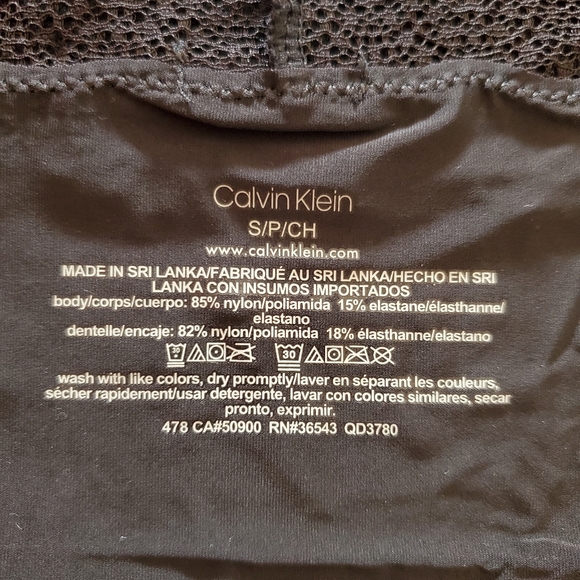 Calvin Klein
S/P/CH
www.calvinklein.com
MADE IN SRI LANKA/FABRIQUÉ AU SRI LANKA/HECHO EN SRI
LANKA CON INSUMOS IMPORTADOS
body/corps/cuerpo: 85% nylon/poliamida 15% elastane/élasthanne/
elastano
dentelle/encaje: 82% nylon/poliamida 18% élasthanne/elastano
30
wash with like colors, dry promptly/laver en séparant les couleurs,
sécher rapidement/usar detergente, lavar con colores similares, secar
pronto, exprimir.
478 CA#50900 RN#36543 QD3780